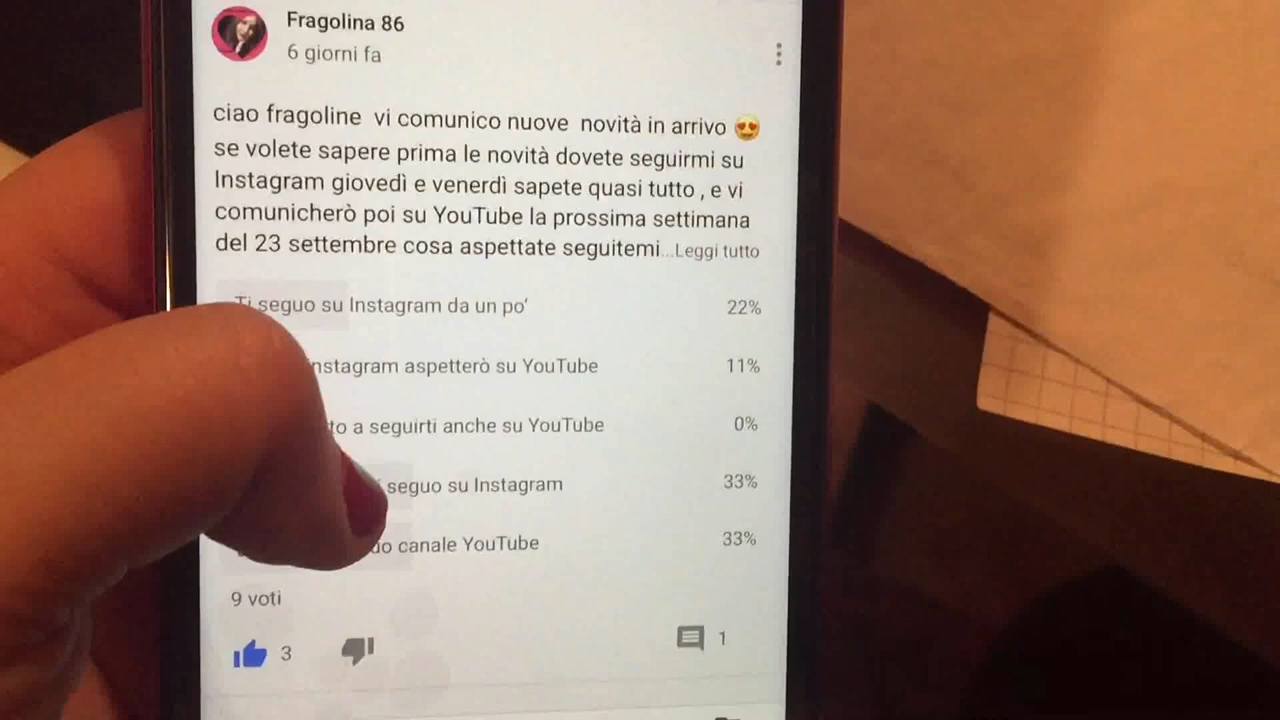 Fragolina 86
6 giorni fa
ciao fragoline vi comunico nuove novità in arrivo 😍
se volete sapere prima le novità dovete seguirmi su
Instagram giovedì e venerdì sapete quasi tutto , e vi
comunicherò poi su YouTube la prossima settimana
del 23 settembre cosa aspettate seguitemi...Leggi tutto
Ti seguo su Instagram da un po' 22%
Instagram aspetterò su YouTube 11%
a seguirti anche su YouTube 0%
seguo su Instagram 33%
canale YouTube 33%
9 voti
3
1